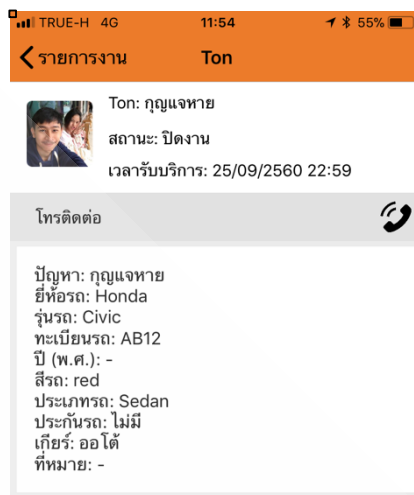 TRUE-H 4G 11:54 55%
รายการงาน Ton
Ton: กุญแจหาย
สถานะ: ปิดงาน
เวลารับบริการ: 25/09/2560 22:59
โทรติดต่อ
ปัญหา: กุญแจหาย
ยี่ห้อรถ: Honda
รุ่นรถ: Civic
ทะเบียนรถ: AB12
ปี (พ.ศ.): -
สีรถ: red
ประเภทรถ: Sedan
ประกันรถ: ไม่มี
เกียร์: ออโต้
ที่หมาย: -